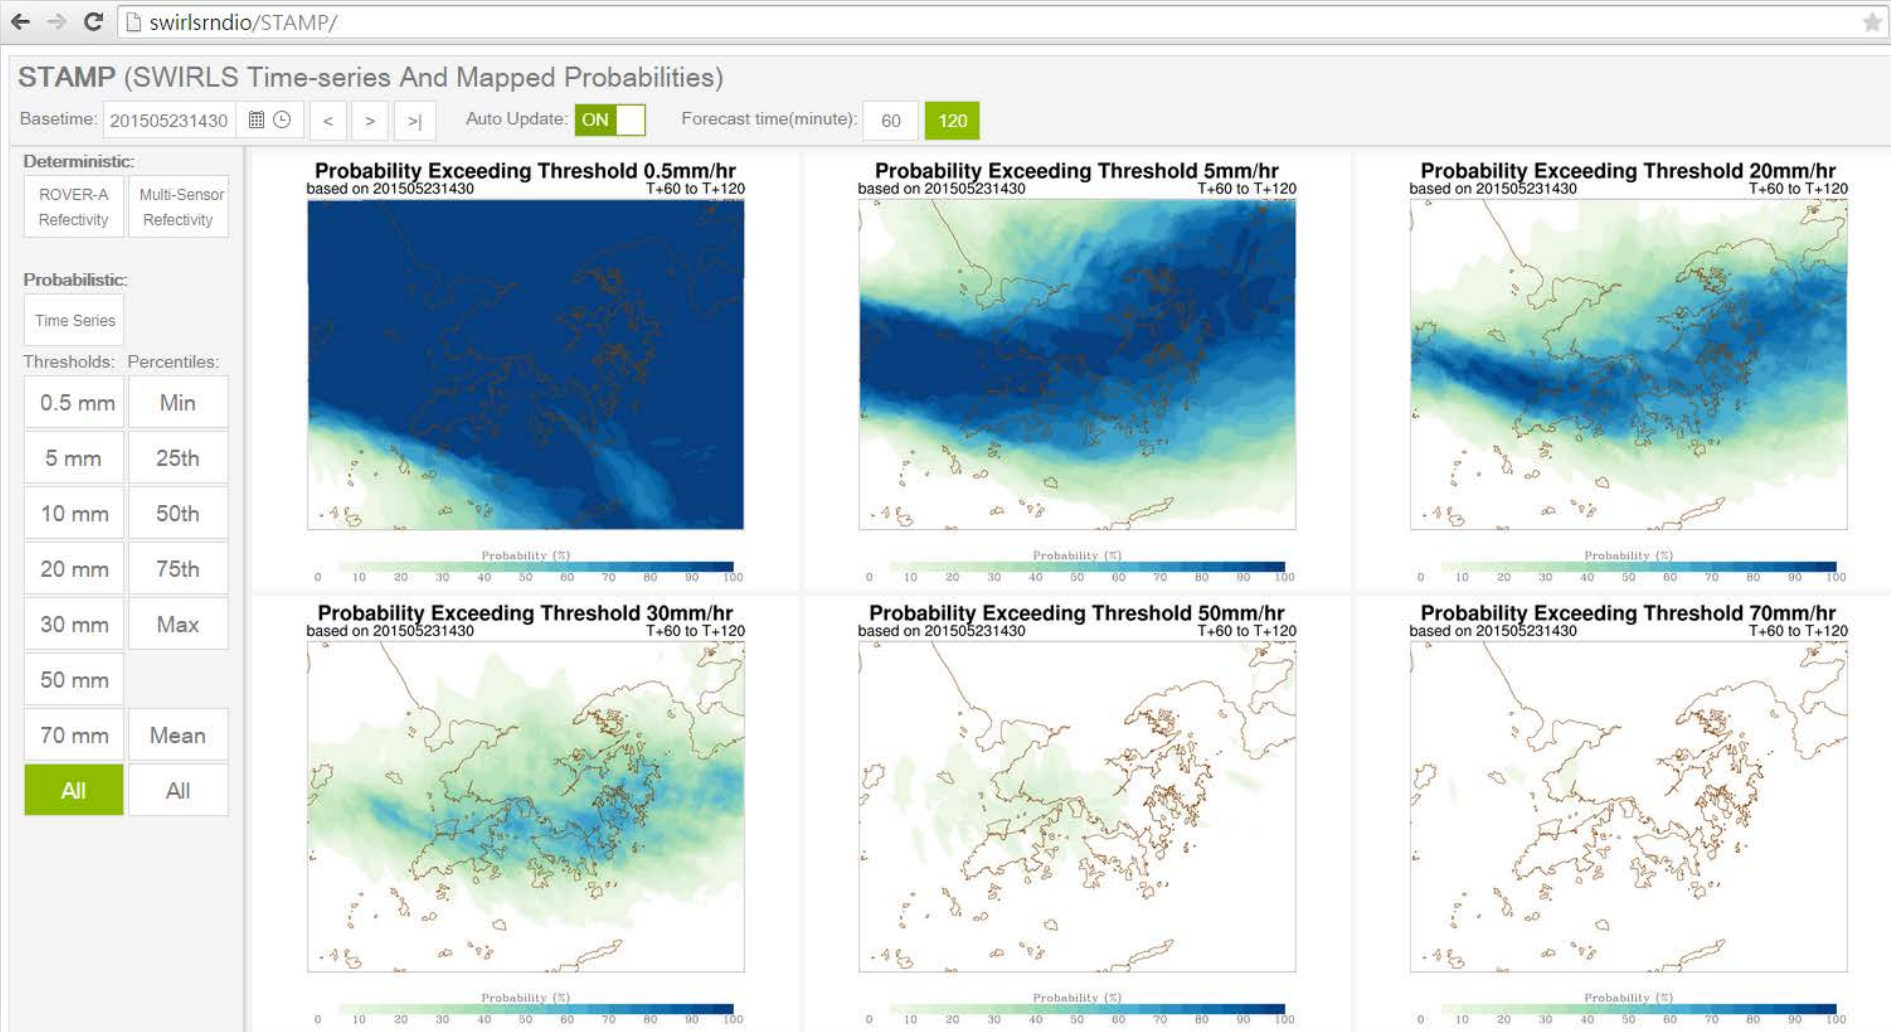 swirlsrndio/STAMP/
STAMP (SWIRLS Time-series And Mapped Probabilities)
Basetime: 201505231430 < > >| Auto Update: ON Forecast time(minute): 60 120
Deterministic:
ROVER-A Refectivity
Multi-Sensor Refectivity
Probabilistic:
Time Series
Thresholds: Percentiles:
0.5 mm Min
5 mm 25th
10 mm 50th
20 mm 75th
30 mm Max
50 mm
70 mm Mean
All All
Probability Exceeding Threshold 0.5mm/hr
based on 201505231430 T+60 to T+120
Probability (%)
0 10 20 30 40 50 60 70 80 90 100
Probability Exceeding Threshold 5mm/hr
based on 201505231430 T+60 to T+120
Probability (%)
0 10 20 30 40 50 60 70 80 90 100
Probability Exceeding Threshold 20mm/hr
based on 201505231430 T+60 to T+120
Probability (%)
0 10 20 30 40 50 60 70 80 90 100
Probability Exceeding Threshold 30mm/hr
based on 201505231430 T+60 to T+120
Probability (%)
0 10 20 30 40 50 60 70 80 90 100
Probability Exceeding Threshold 50mm/hr
based on 201505231430 T+60 to T+120
Probability (%)
0 10 20 30 40 50 60 70 80 90 100
Probability Exceeding Threshold 70mm/hr
based on 201505231430 T+60 to T+120
Probability (%)
0 10 20 30 40 50 60 70 80 90 100